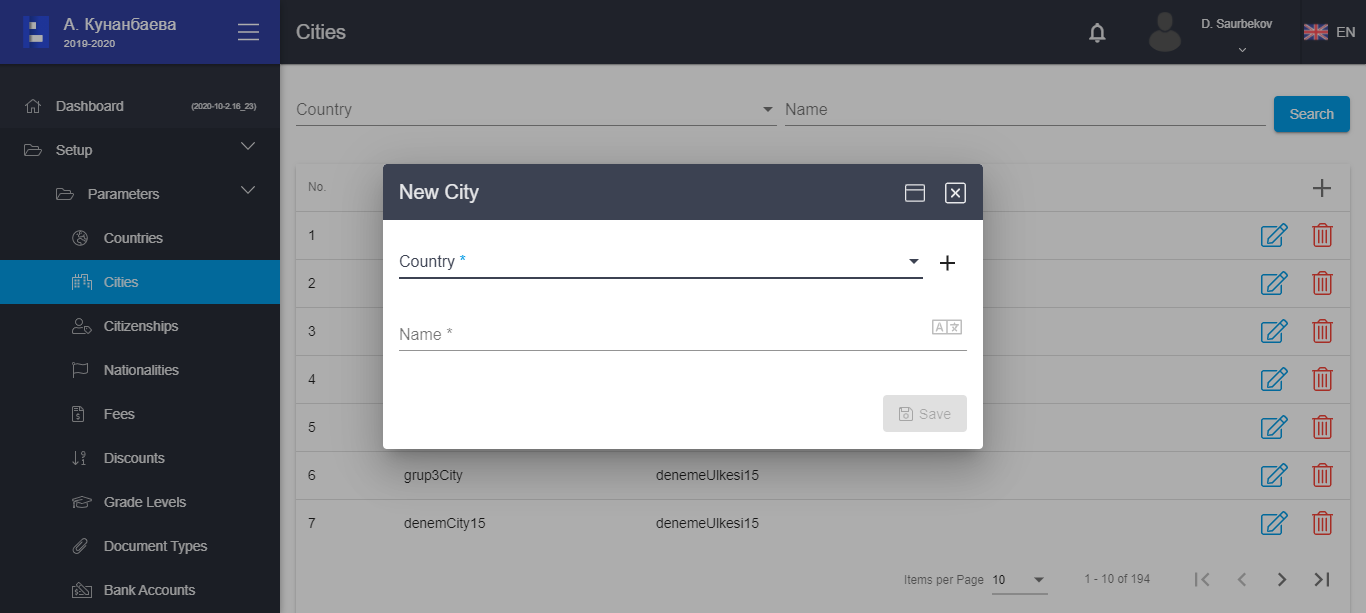 А. Кунанбаева
2019-2020
Cities
D. Saurbekov
EN
Dashboard
(2020-10-2.16_23)
Setup
Parameters
Countries
Cities
Citizenships
Nationalities
Fees
Discounts
Grade Levels
Document Types
Bank Accounts
Country
Name
Search
No.
1
2
3
4
5
6 grup3City denemeUlkesi15
7 denemCity15 denemeUlkesi15
Items per Page 10 1 - 10 of 194
New City
Country *
Name *
Save